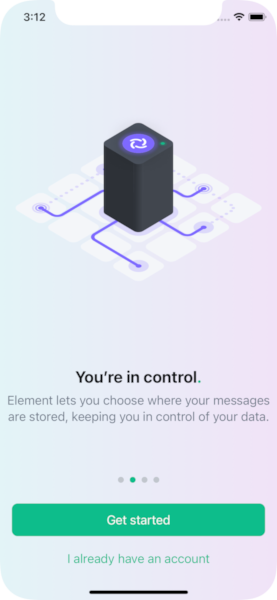 3:12
You’re in control.
Element lets you choose where your messages
are stored, keeping you in control of your data.
Get started
I already have an account